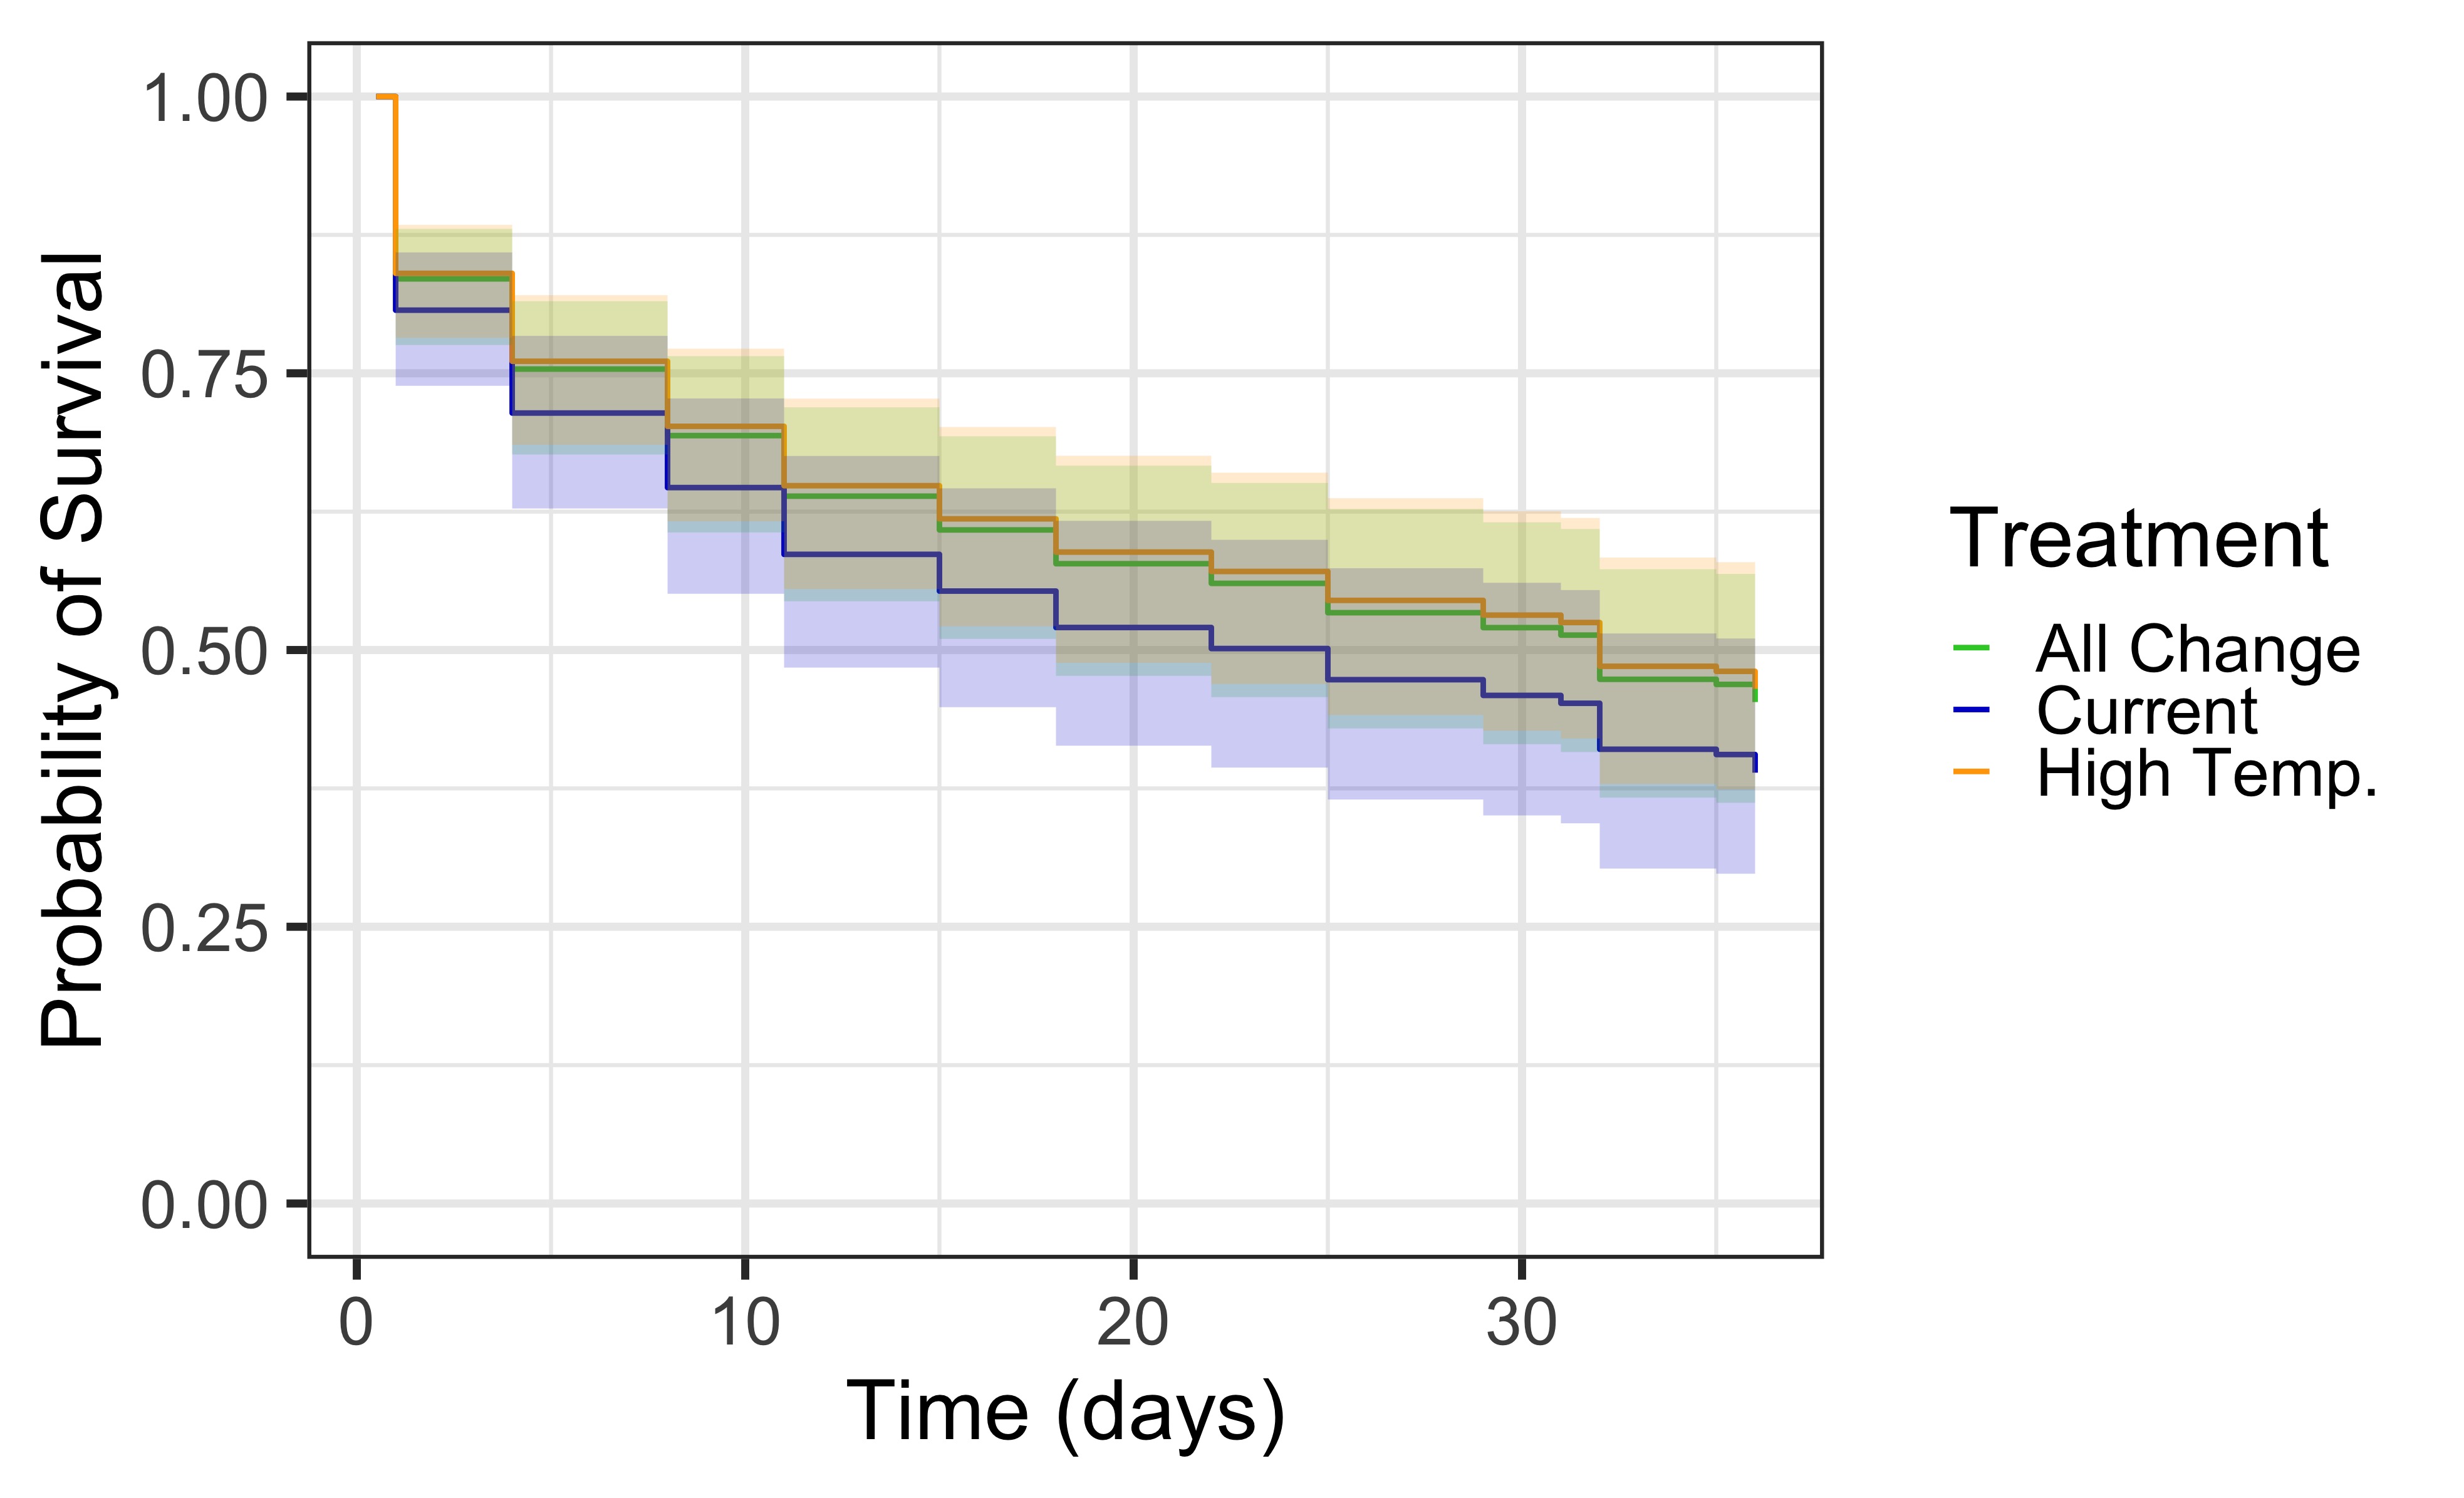 Probability of Survival
1.00
0.75
0.50
0.25
0.00
0 10 20 30
Time (days)
Treatment
All Change
Current
High Temp.